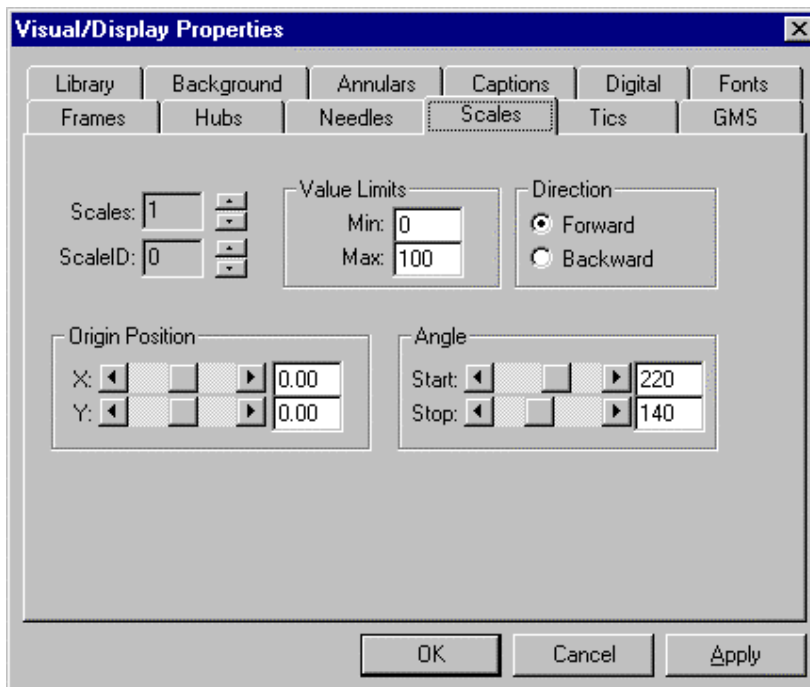 Visual/Display Properties
Library Background Annulars Captions Digital Fonts
Frames Hubs Needles Scales Tics GMS
Scales: 1
ScaleID: 0
Value Limits
Min: 0
Max: 100
Direction
Forward
Backward
Origin Position
X: 0.00
Y: 0.00
Angle
Start: 220
Stop: 140
OK Cancel Apply